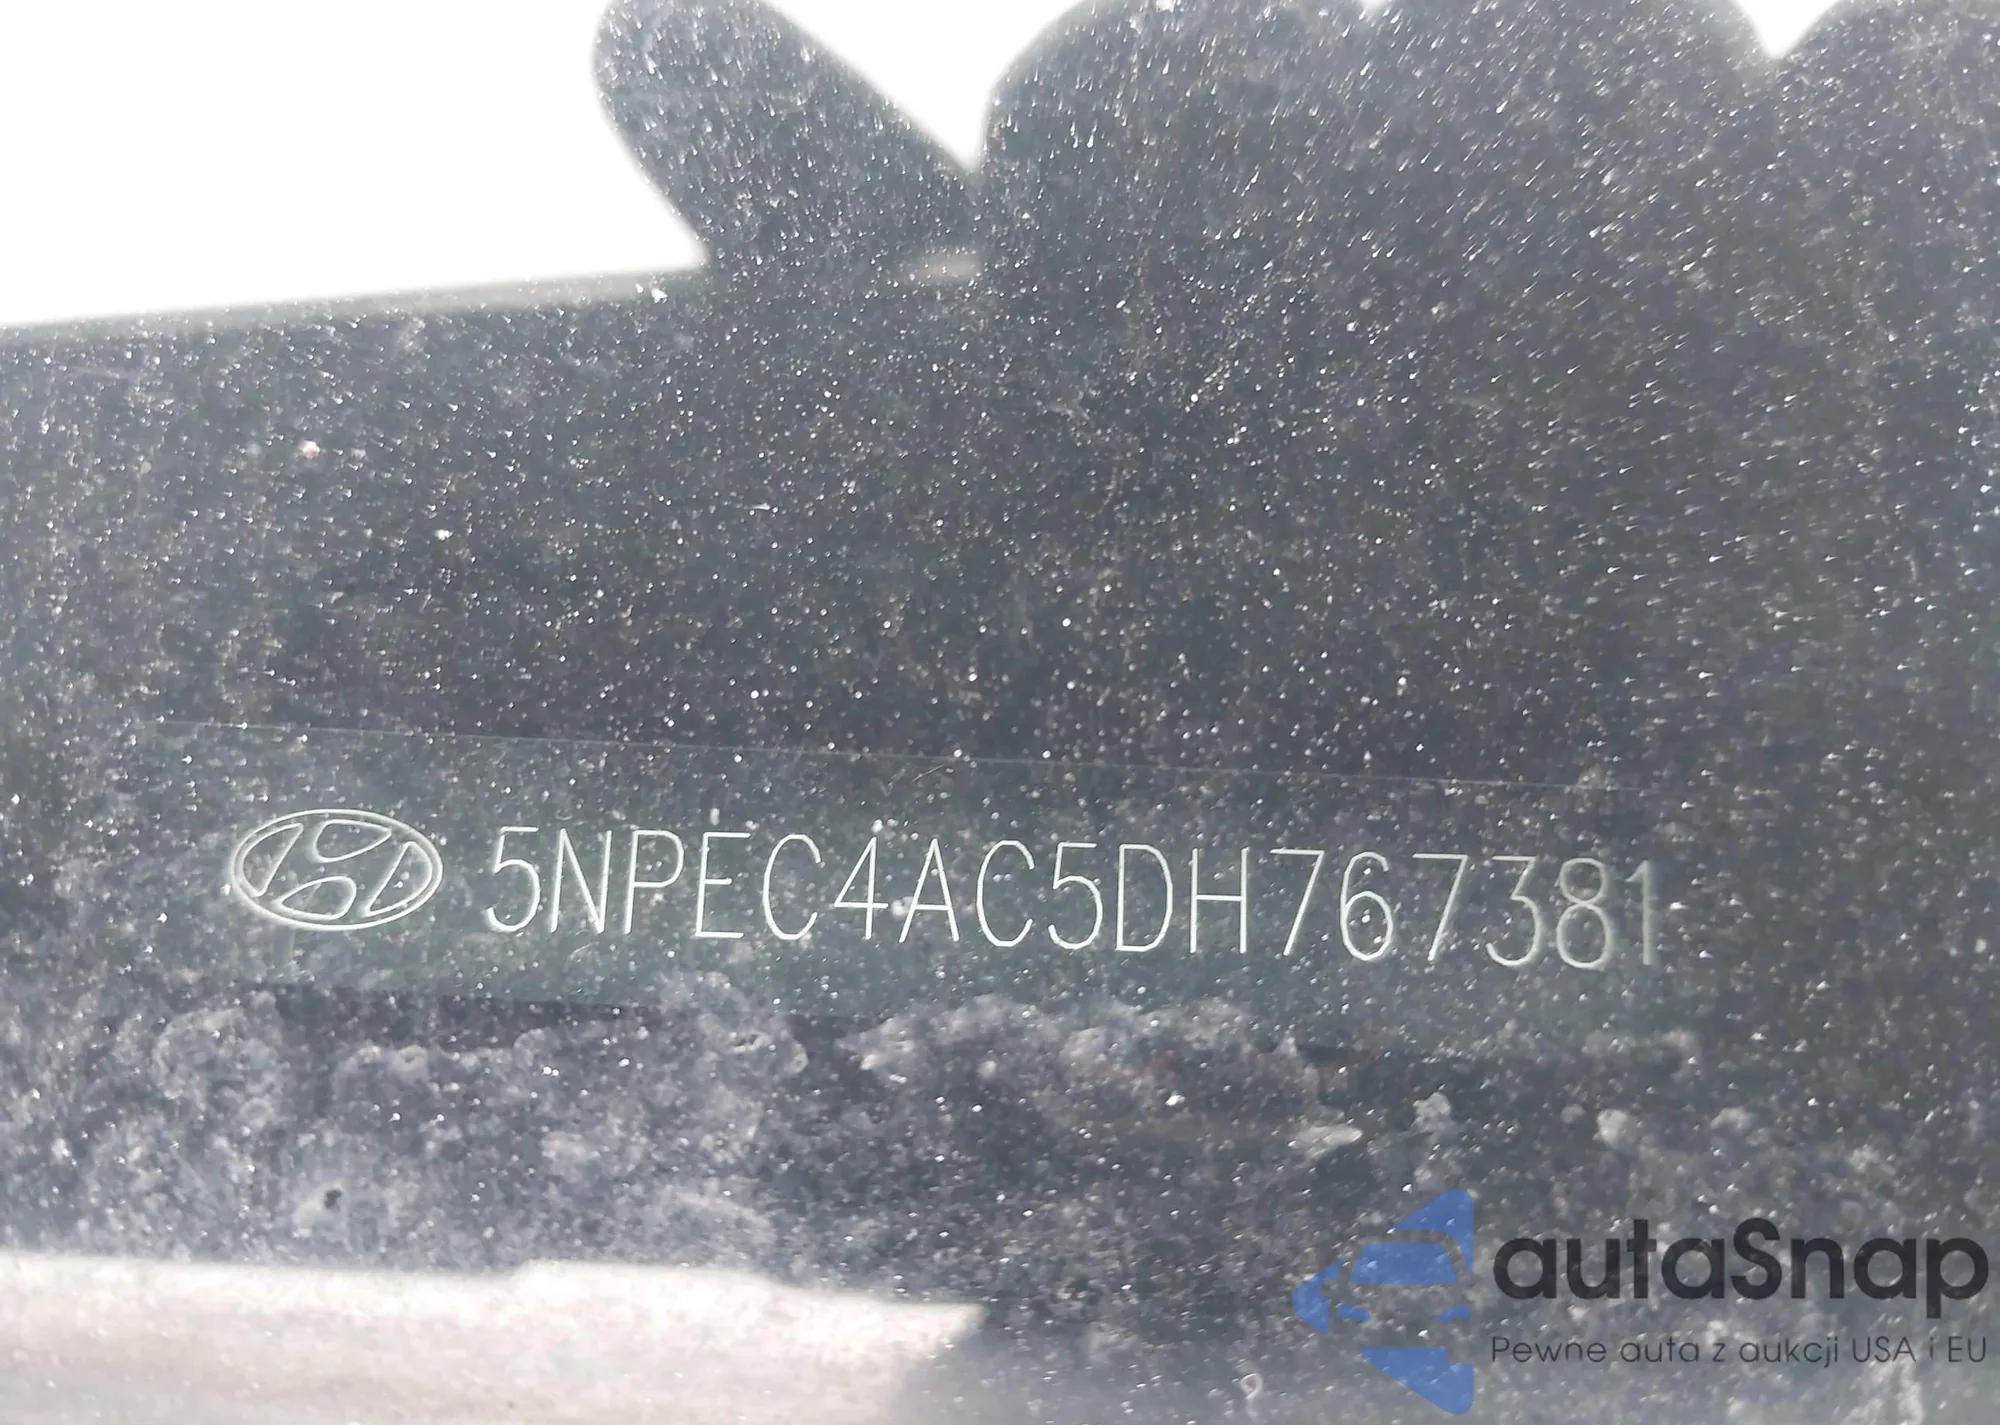 5NPEC4AC5DH767381
autaSnap
Pewne auta z aukcji USA i EU